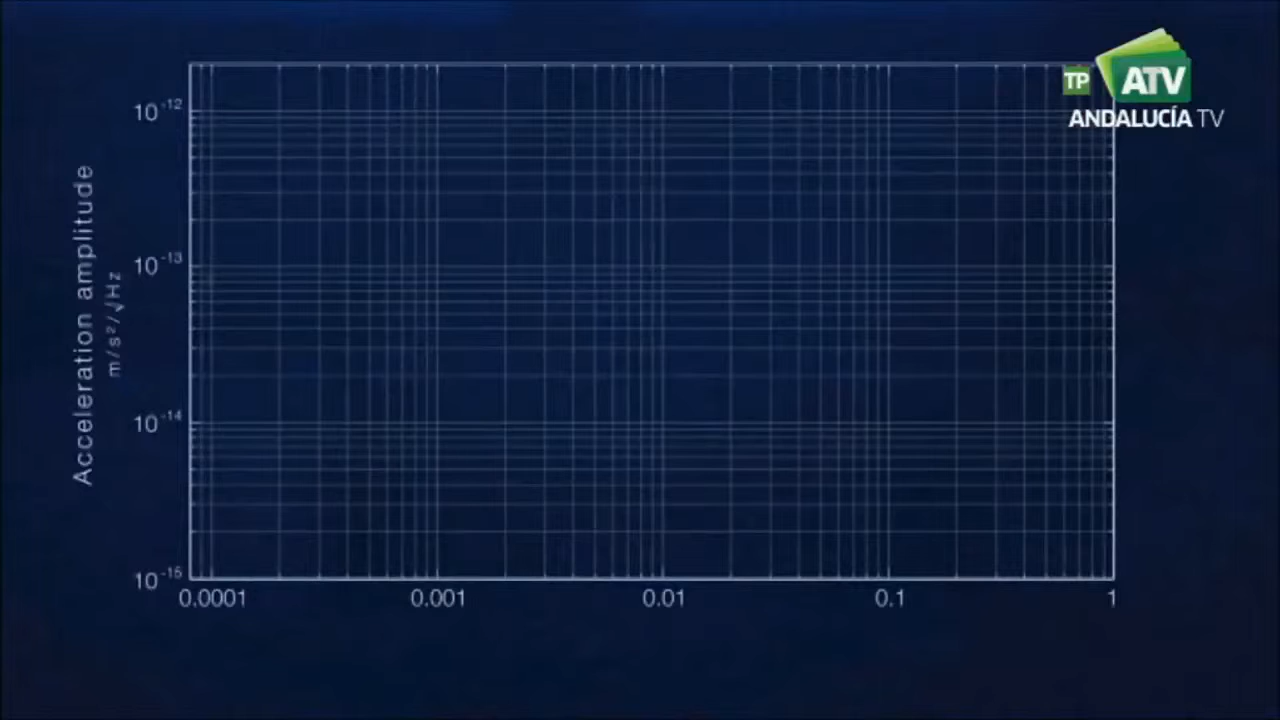 TP ATV
ANDALUCÍA TV
Acceleration amplitude
m/s²/√Hz
10⁻¹²
10⁻¹³
10⁻¹⁴
10⁻¹⁵
0.0001 0.001 0.01 0.1 1